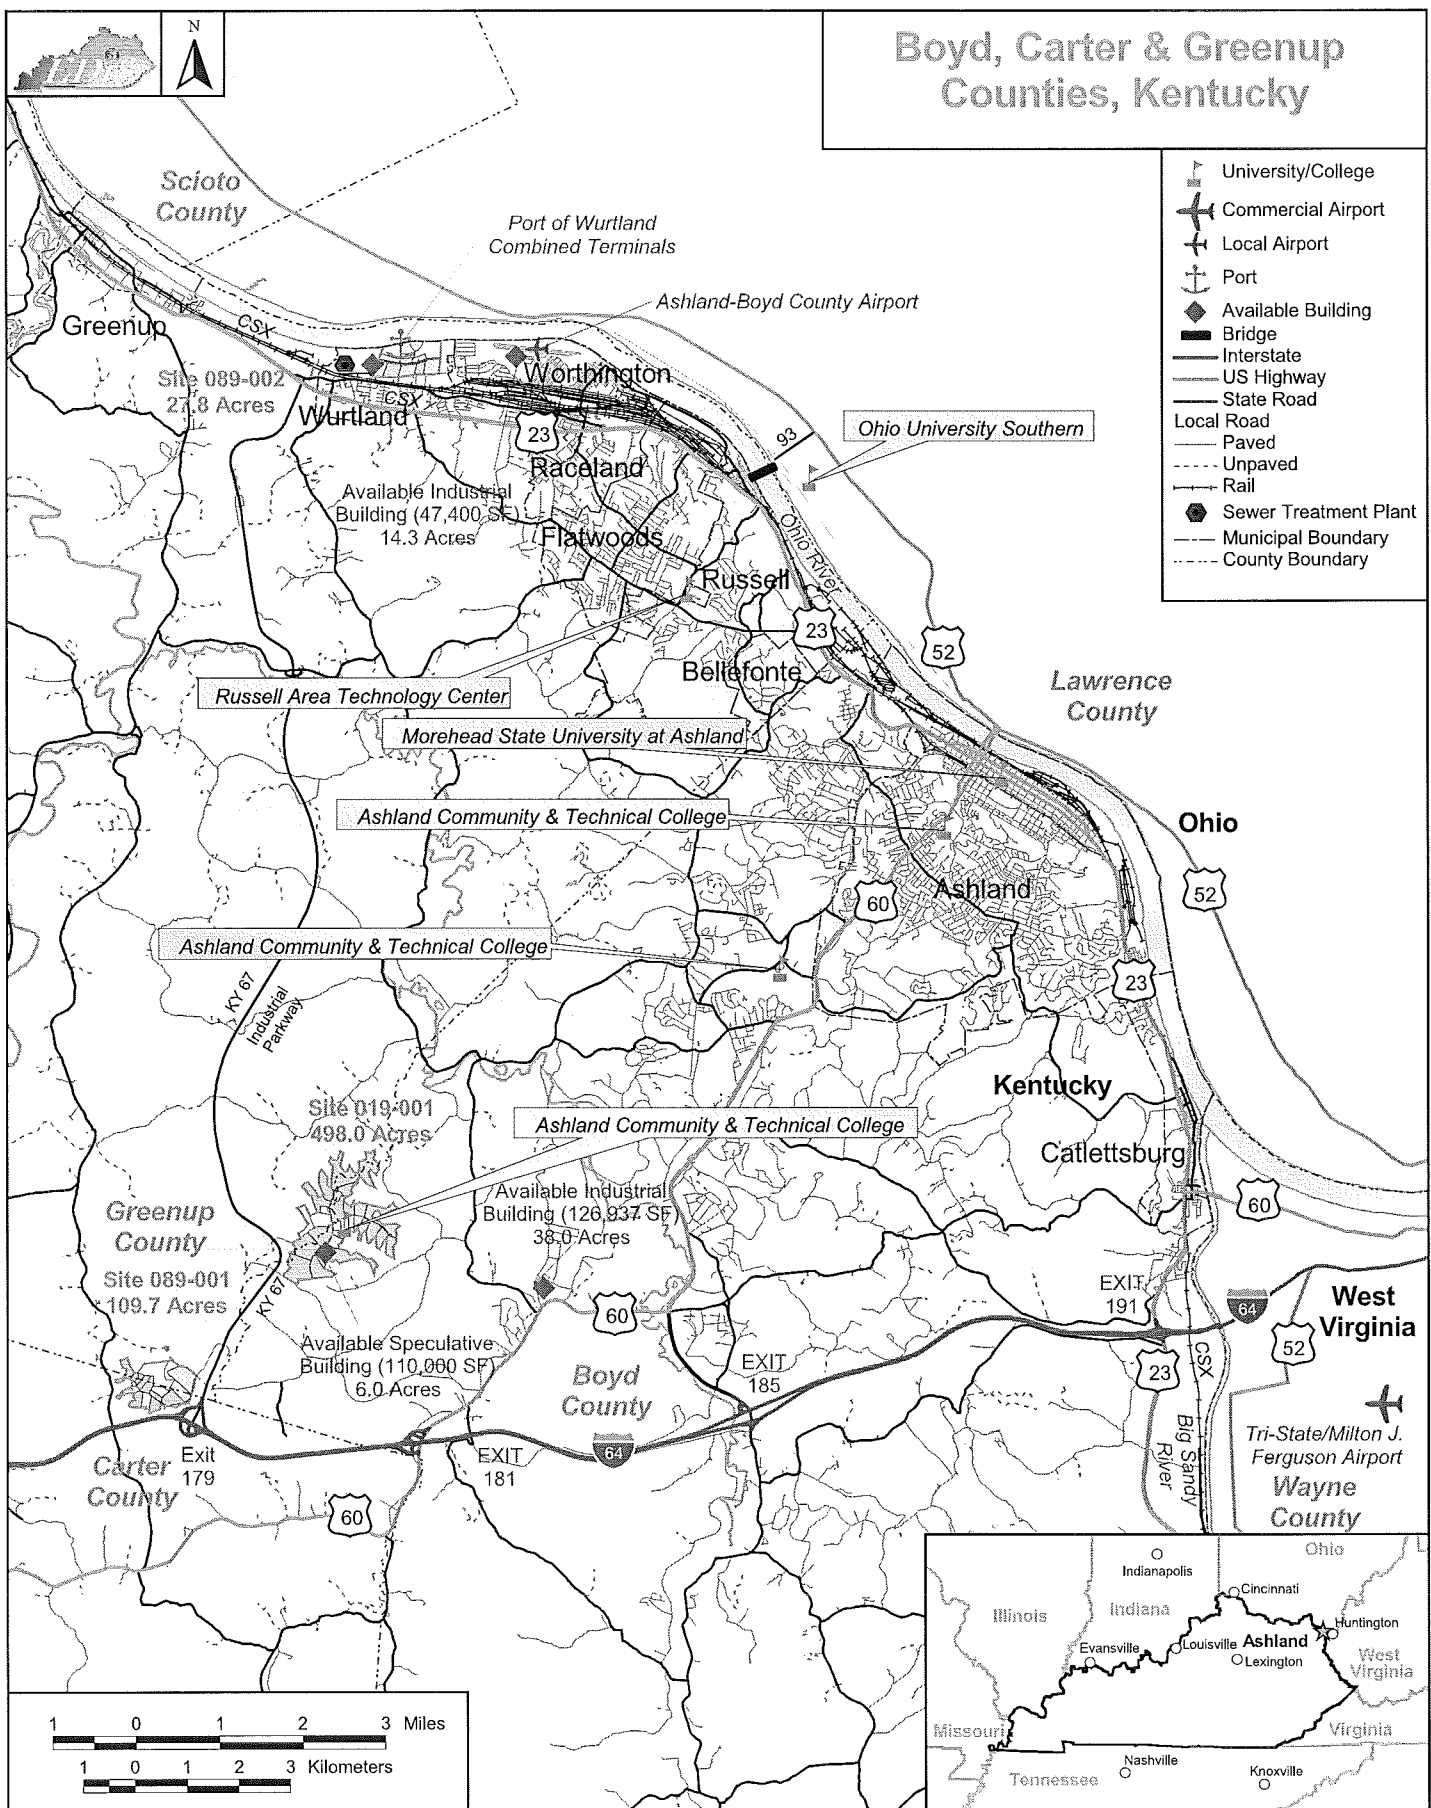 N
Boyd, Carter & Greenup
Counties, Kentucky
University/College
Commercial Airport
Local Airport
Port
Available Building
Bridge
Interstate
US Highway
State Road
Local Road
Paved
Unpaved
Rail
Sewer Treatment Plant
Municipal Boundary
County Boundary
Scioto
County
Port of Wurtland
Combined Terminals
Ashland-Boyd County Airport
Greenup
CSX
Site 089-002
27.8 Acres
Worthington
CSX
Wurtland
23
93
Ohio University Southern
Raceland
Available Industrial
Building (47,400 SF)
14.3 Acres
Flatwoods
Ohio River
Russell
23
52
Bellefonte
Lawrence
County
Russell Area Technology Center
Morehead State University at Ashland
Ashland Community & Technical College
Ohio
52
60
Ashland
Ashland Community & Technical College
23
KY 67
Industrial
Parkway
Kentucky
Site 019-001
498.0 Acres
Ashland Community & Technical College
Catlettsburg
Available Industrial
Building (126,937 SF)
38.0 Acres
60
Greenup
County
Site 089-001
109.7 Acres
KY 67
EXIT
191
64
West
Virginia
60
52
Available Speculative
Building (110,000 SF)
6.0 Acres
Boyd
County
EXIT
185
23
CSX
Tri-State/Milton J.
Ferguson Airport
Big Sandy
River
Exit
179
EXIT
181
64
Carter
County
Wayne
County
60
Ohio
Indianapolis
Cincinnati
Illinois
Indiana
Huntington
Evansville
Louisville
Ashland
Lexington
West
Virginia
Missouri
Virginia
Nashville
Tennessee
Knoxville
1 0 1 2 3 Miles
1 0 1 2 3 Kilometers